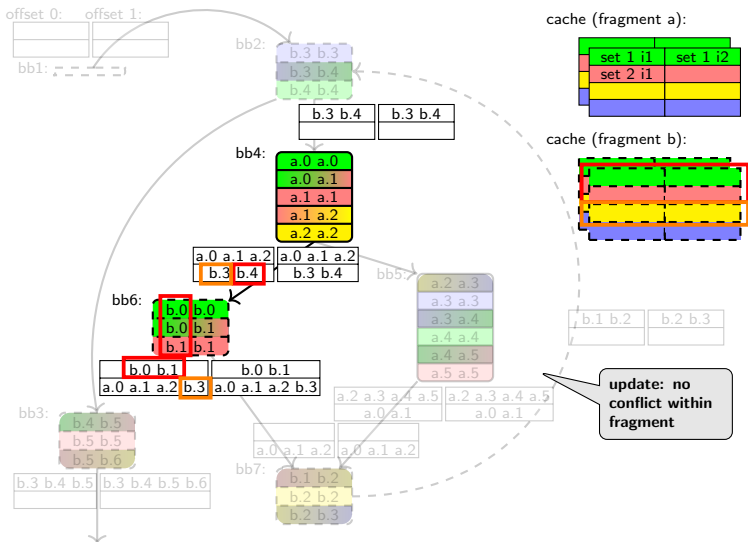 offset 0: offset 1:
bb1:
bb2:
b.3 b.3
b.3 b.4
b.4 b.4
b.3 b.4 b.3 b.4
bb4:
a.0 a.0
a.0 a.1
a.1 a.1
a.1 a.2
a.2 a.2
a.0 a.1 a.2 a.0 a.1 a.2
b.3 b.4 b.3 b.4
bb5:
a.2 a.3
a.3 a.3
a.3 a.4
a.4 a.4
a.4 a.5
a.5 a.5
bb6:
b.0 b.0
b.0 b.1
b.1 b.1
b.0 b.1 b.0 b.1
a.0 a.1 a.2 b.3 a.0 a.1 a.2 b.3
a.2 a.3 a.4 a.5 a.2 a.3 a.4 a.5
a.0 a.1 a.0 a.1
bb3:
b.4 b.5
b.5 b.5
b.5 b.6
b.3 b.4 b.5 b.3 b.4 b.5 b.6
a.0 a.1 a.2 a.0 a.1 a.2
bb7:
b.1 b.2
b.2 b.2
b.2 b.3
b.1 b.2 b.2 b.3
cache (fragment a):
set 1 i1 set 1 i2
set 2 i1
cache (fragment b):
update: no
conflict within
fragment